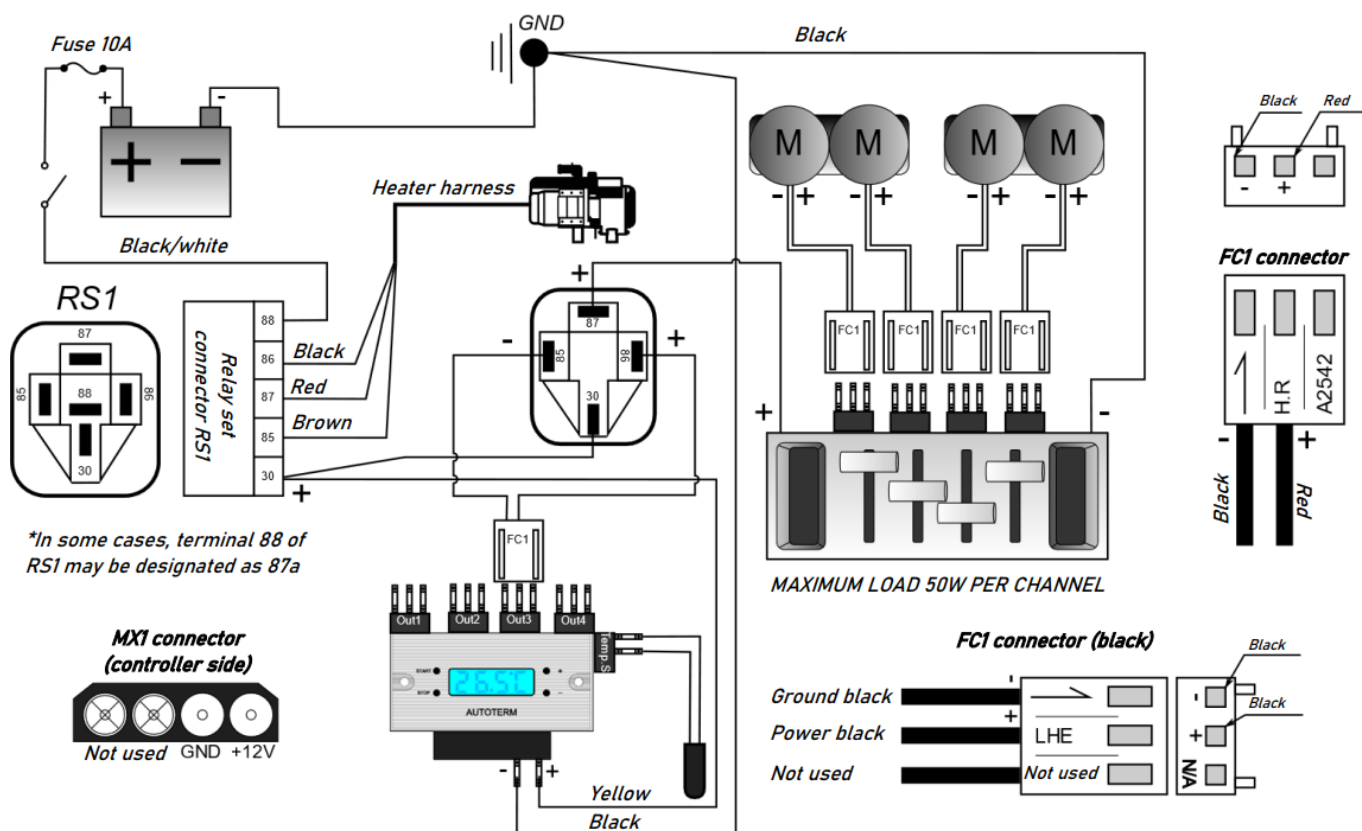 GND
Fuse 10A
Black
+
-
M
M
M
M
Black
Red
-
+
- +
- +
- +
- +
Heater harness
Black/white
FC1 connector
RS1
87
85
88
86
30
Relay set
connector RS1
88
86
87
85
30
+
Black
Red
Brown
+
-
+
87
85
86
30
FC1
FC1
FC1
FC1
+
-
H.R
A2542
-
+
Black
Red
*In some cases, terminal 88 of
RS1 may be designated as 87a
FC1
MAXIMUM LOAD 50W PER CHANNEL
Out1
Out2
Out3
Out4
Temp S
START
STOP
+
-
26.5°C
AUTOTERM
-
+
Yellow
Black
MX1 connector
(controller side)
Not used
GND
+12V
FC1 connector (black)
Ground black
-
Power black
+
LHE
Not used
Not used
-
+
N/A
Black
Black